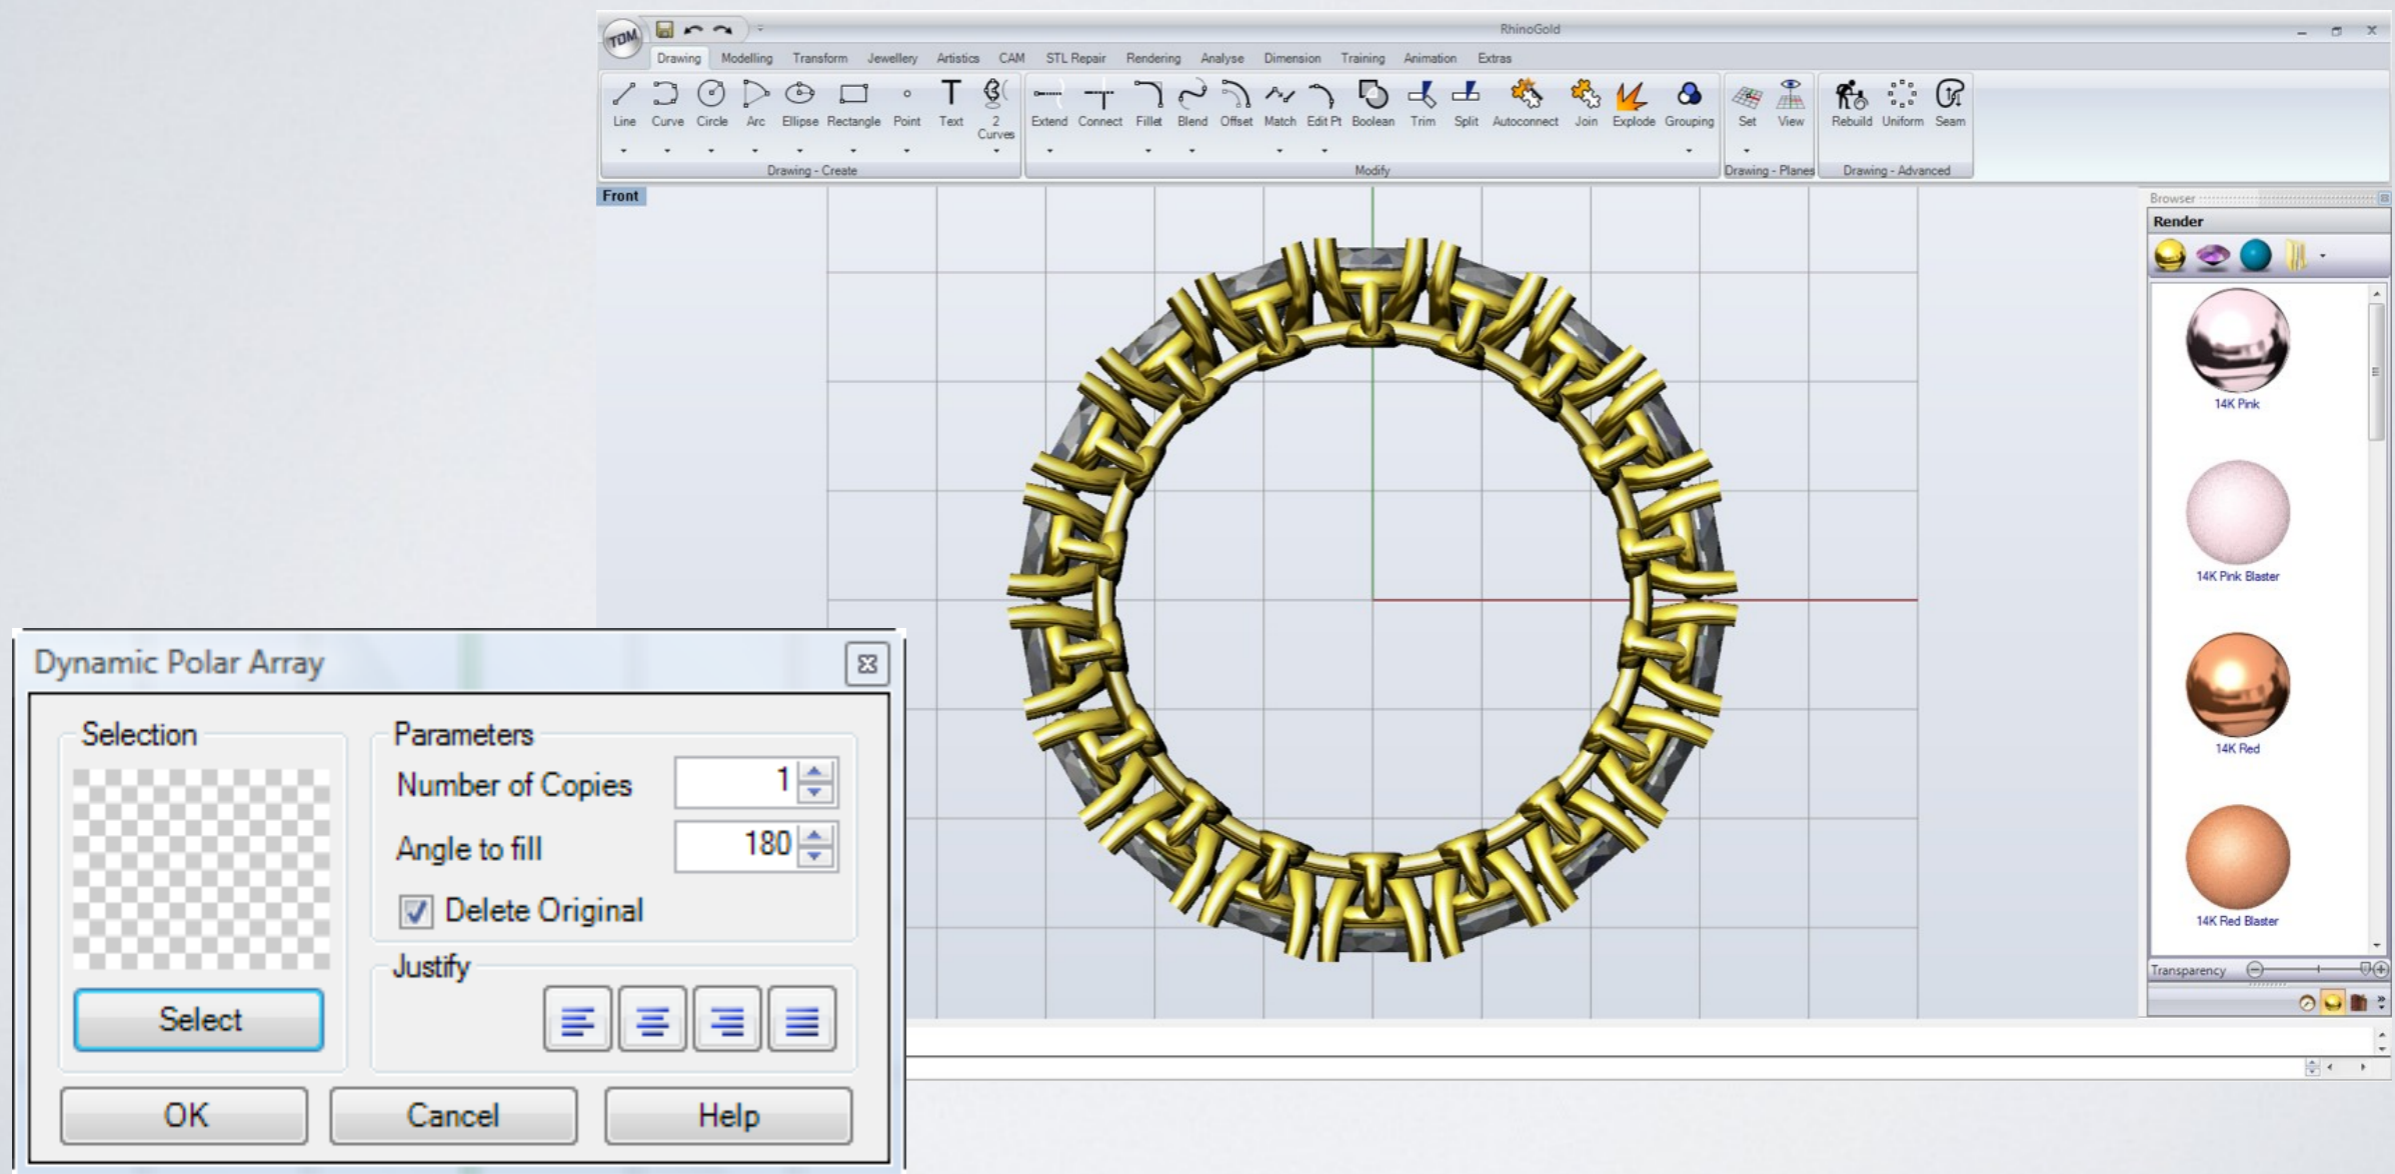 RhinoGold
TDM
Drawing Modelling Transform Jewellery Artistics CAM STL Repair Rendering Analyse Dimension Training Animation Extras
Line Curve Circle Arc Ellipse Rectangle Point Text 2 Curves Extend Connect Fillet Blend Offset Match Edit Pt Boolean Trim Split Autoconnect Join Explode Grouping Set View Rebuild Uniform Seam
Drawing - Create Modify Drawing - Planes Drawing - Advanced
Front
Browser
Render
14K Pink
14K Pink Blaster
14K Red
14K Red Blaster
Transparency
Dynamic Polar Array
Selection
Select
Parameters
Number of Copies 1
Angle to fill 180
Delete Original
Justify
OK Cancel Help